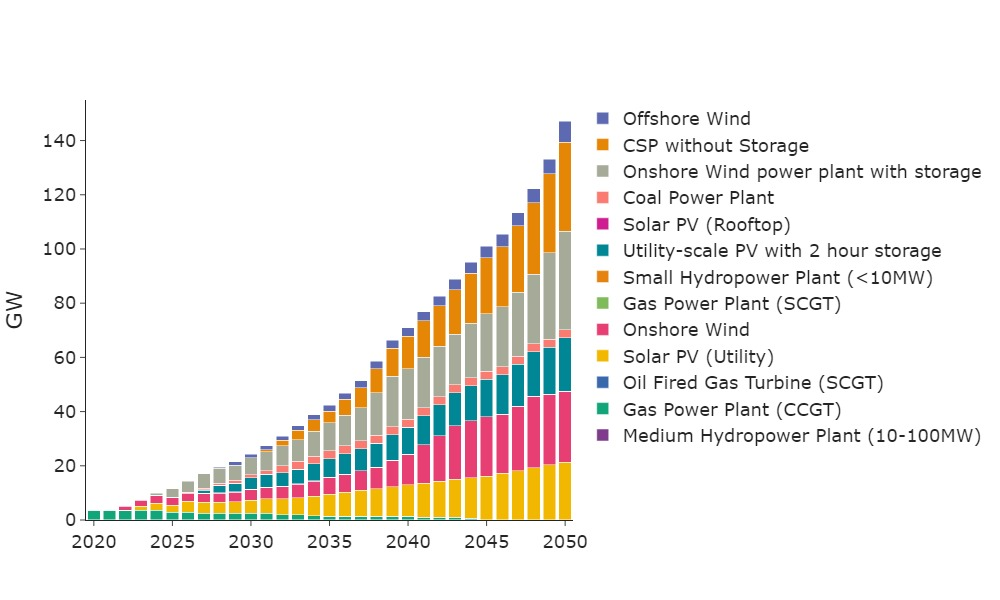 GW
140
120
100
80
60
40
20
0
2020 2025 2030 2035 2040 2045 2050
Offshore Wind
CSP without Storage
Onshore Wind power plant with storage
Coal Power Plant
Solar PV (Rooftop)
Utility-scale PV with 2 hour storage
Small Hydropower Plant (<10MW)
Gas Power Plant (SCGT)
Onshore Wind
Solar PV (Utility)
Oil Fired Gas Turbine (SCGT)
Gas Power Plant (CCGT)
Medium Hydropower Plant (10-100MW)